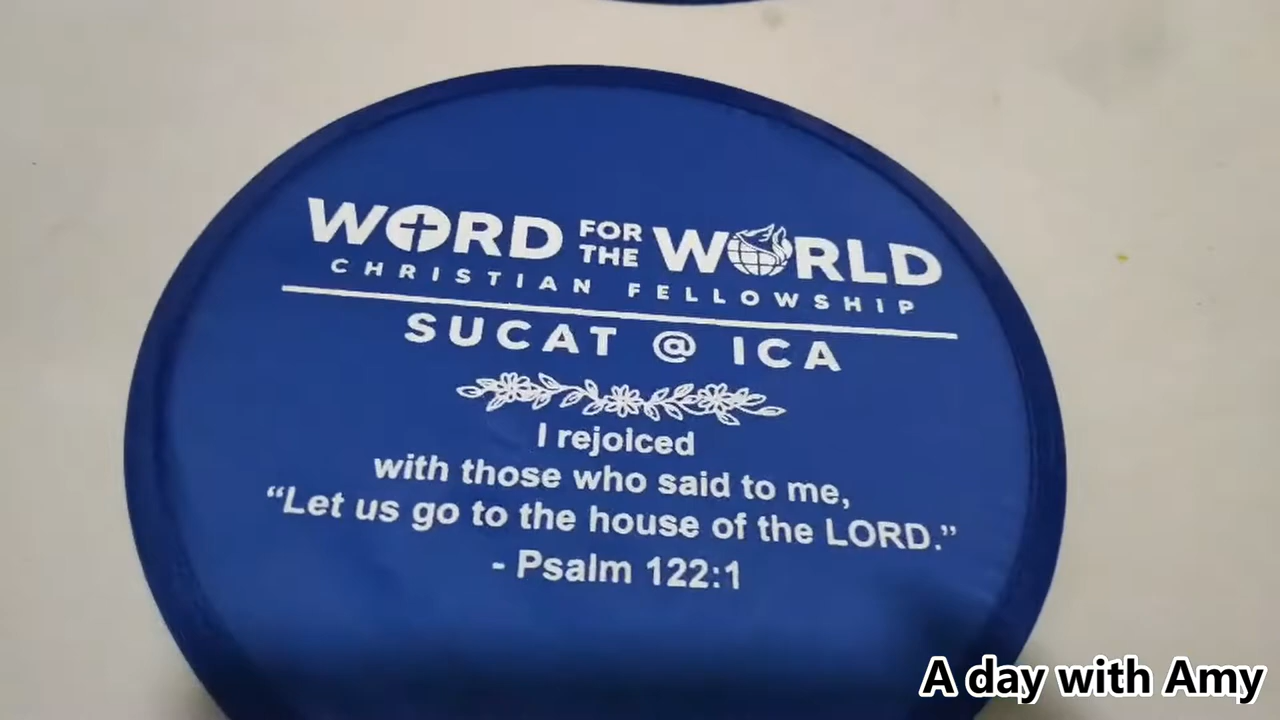 WORD FOR THE WORLD
CHRISTIAN FELLOWSHIP
SUCAT @ ICA
I rejoiced
with those who said to me,
“Let us go to the house of the LORD.”
- Psalm 122:1
A day with Amy